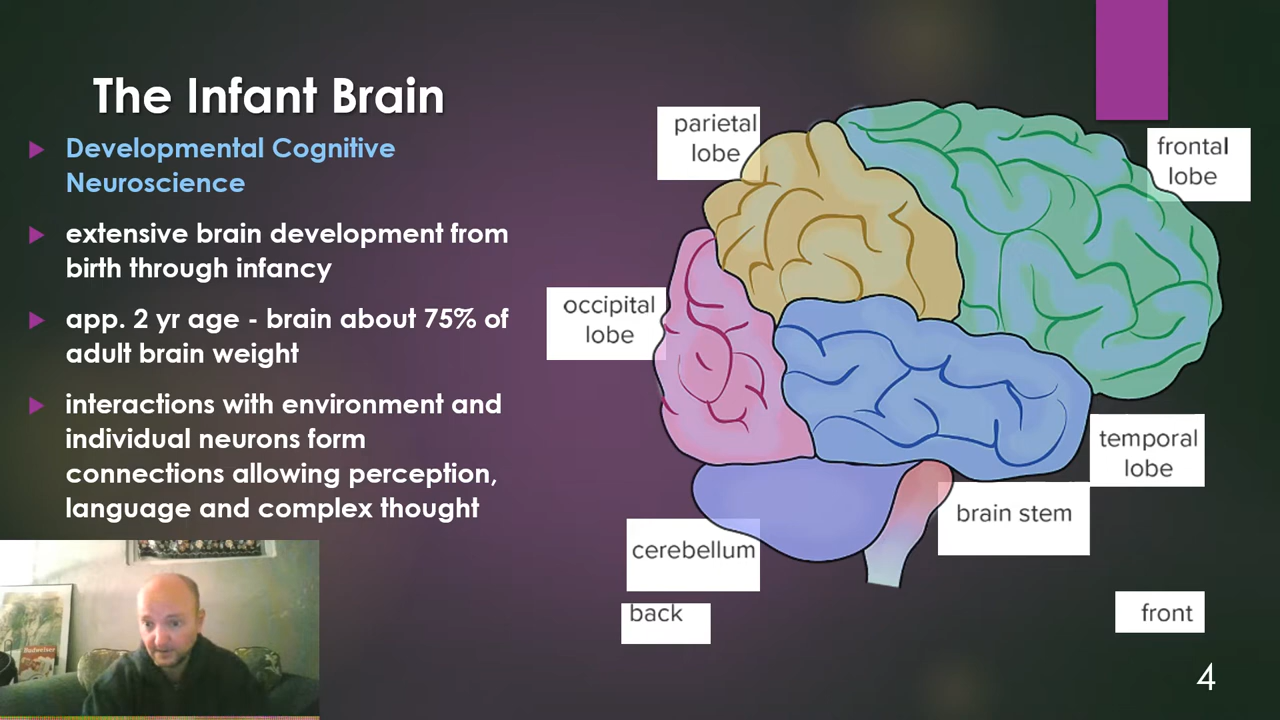 The Infant Brain
Developmental Cognitive
Neuroscience
extensive brain development from
birth through infancy
app. 2 yr age - brain about 75% of
adult brain weight
interactions with environment and
individual neurons form
connections allowing perception,
language and complex thought
parietal
lobe
frontal
lobe
occipital
lobe
temporal
lobe
brain stem
cerebellum
back
front
Budweiser
4